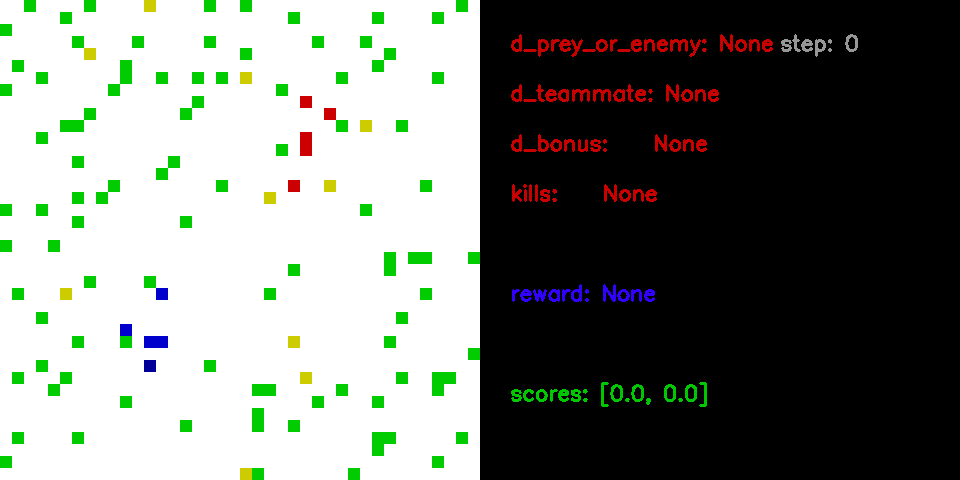 d_prey_or_enemy: None step: 0
d_teammate: None
d_bonus: None
kills: None
reward: None
scores: [0.0, 0.0]